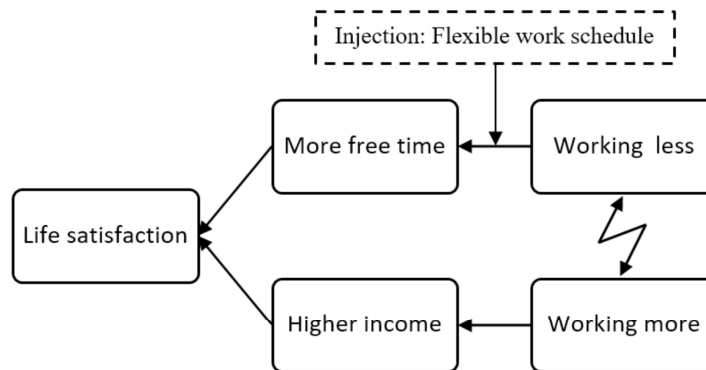 Injection: Flexible work schedule
More free time
Working less
Life satisfaction
Higher income
Working more